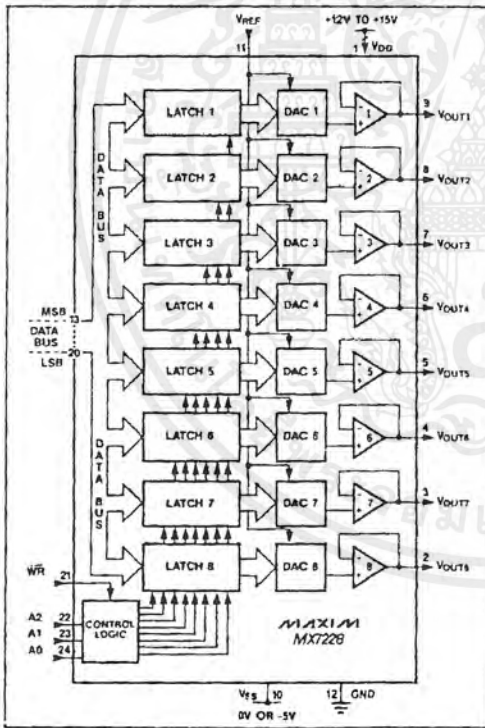 VREF
11
+12V TO +15V
1 VDD
LATCH 1
DAC 1
1
9
VOUT1
LATCH 2
DAC 2
2
8
VOUT2
DATA BUS
LATCH 3
DAC 3
3
7
VOUT3
MSB 13
LATCH 4
DAC 4
4
6
VOUT4
DATA
BUS
20
LSB
LATCH 5
DAC 5
5
5
VOUT5
LATCH 6
DAC 6
6
4
VOUT6
DATA BUS
LATCH 7
DAC 7
7
3
VOUT7
LATCH 8
DAC 8
8
2
VOUT8
WR 21
A2 22
A1 23
A0 24
CONTROL
LOGIC
MAXIM
MX7228
VSS 10
0V OR -5V
12 GND